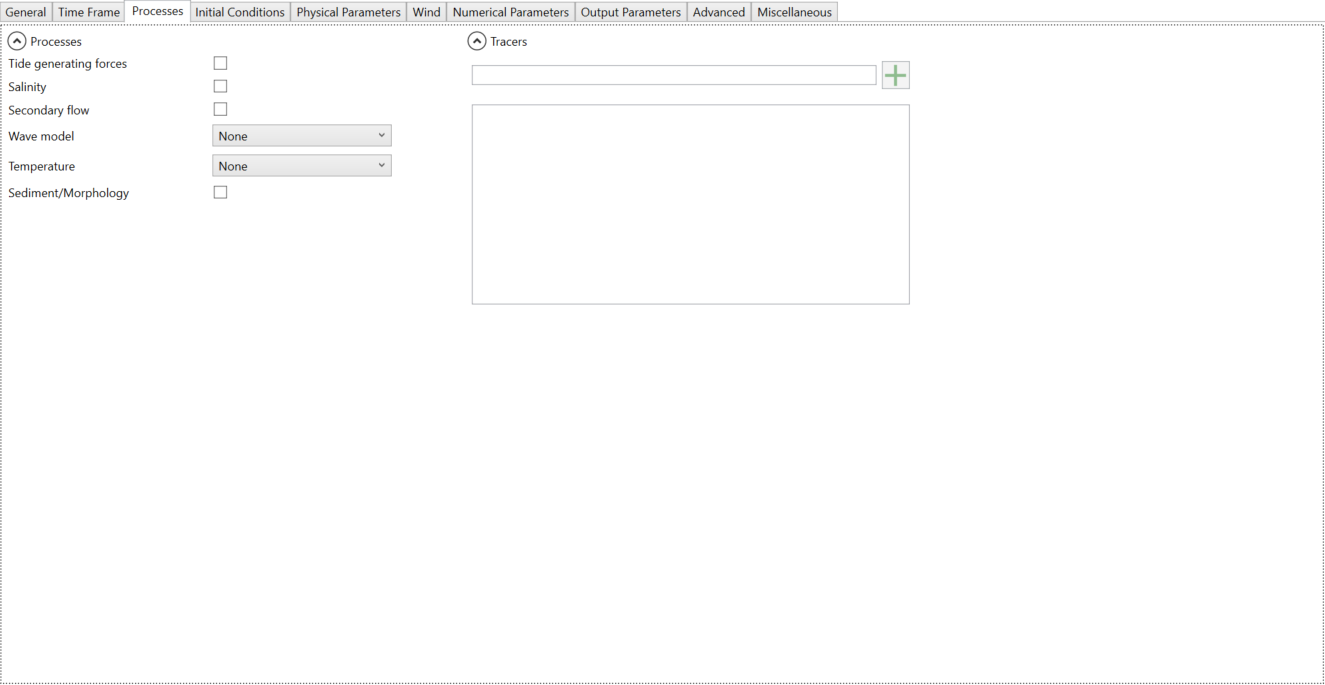 General Time Frame Processes Initial Conditions Physical Parameters Wind Numerical Parameters Output Parameters Advanced Miscellaneous
Processes
Tide generating forces
Salinity
Secondary flow
Wave model None
Temperature None
Sediment/Morphology
Tracers